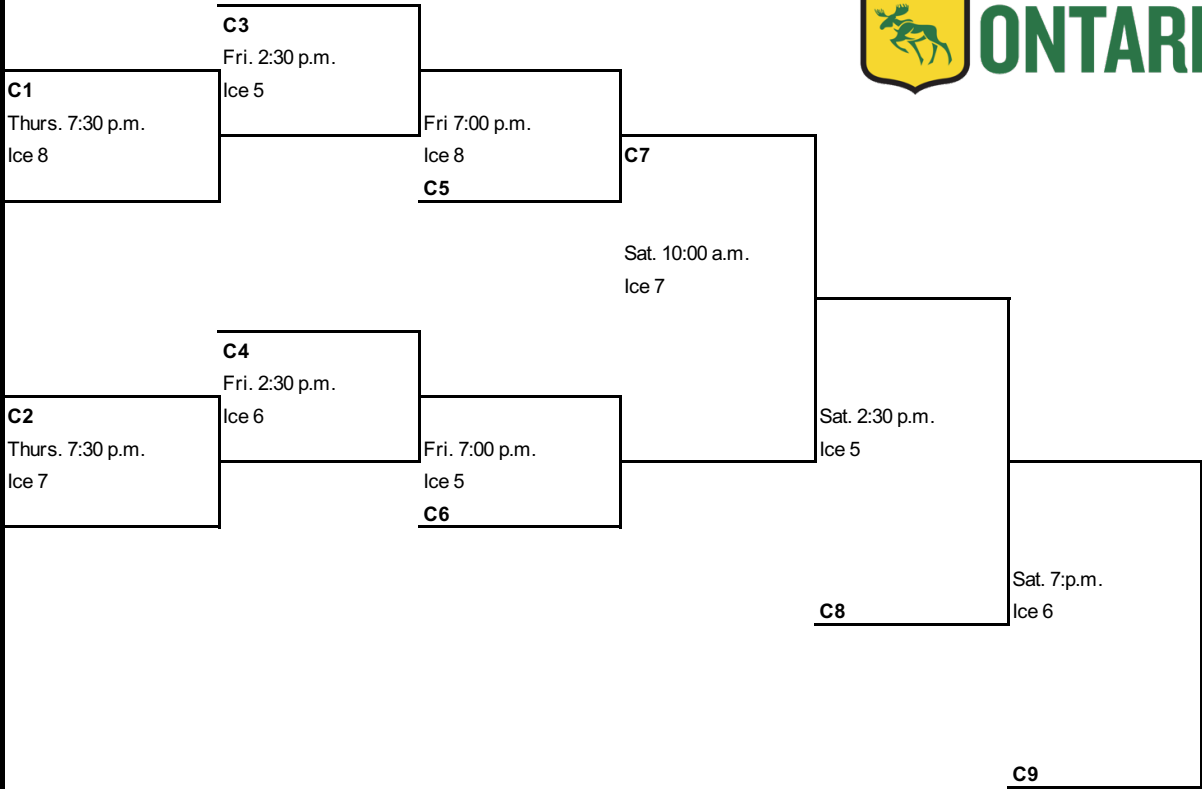 ONTARI
C3
Fri. 2:30 p.m.
Ice 5
C1
Thurs. 7:30 p.m.
Ice 8
Fri 7:00 p.m.
Ice 8
C5
C7
Sat. 10:00 a.m.
Ice 7
C4
Fri. 2:30 p.m.
Ice 6
C2
Thurs. 7:30 p.m.
Ice 7
Fri. 7:00 p.m.
Ice 5
C6
Sat. 2:30 p.m.
Ice 5
C8
Sat. 7:p.m.
Ice 6
C9